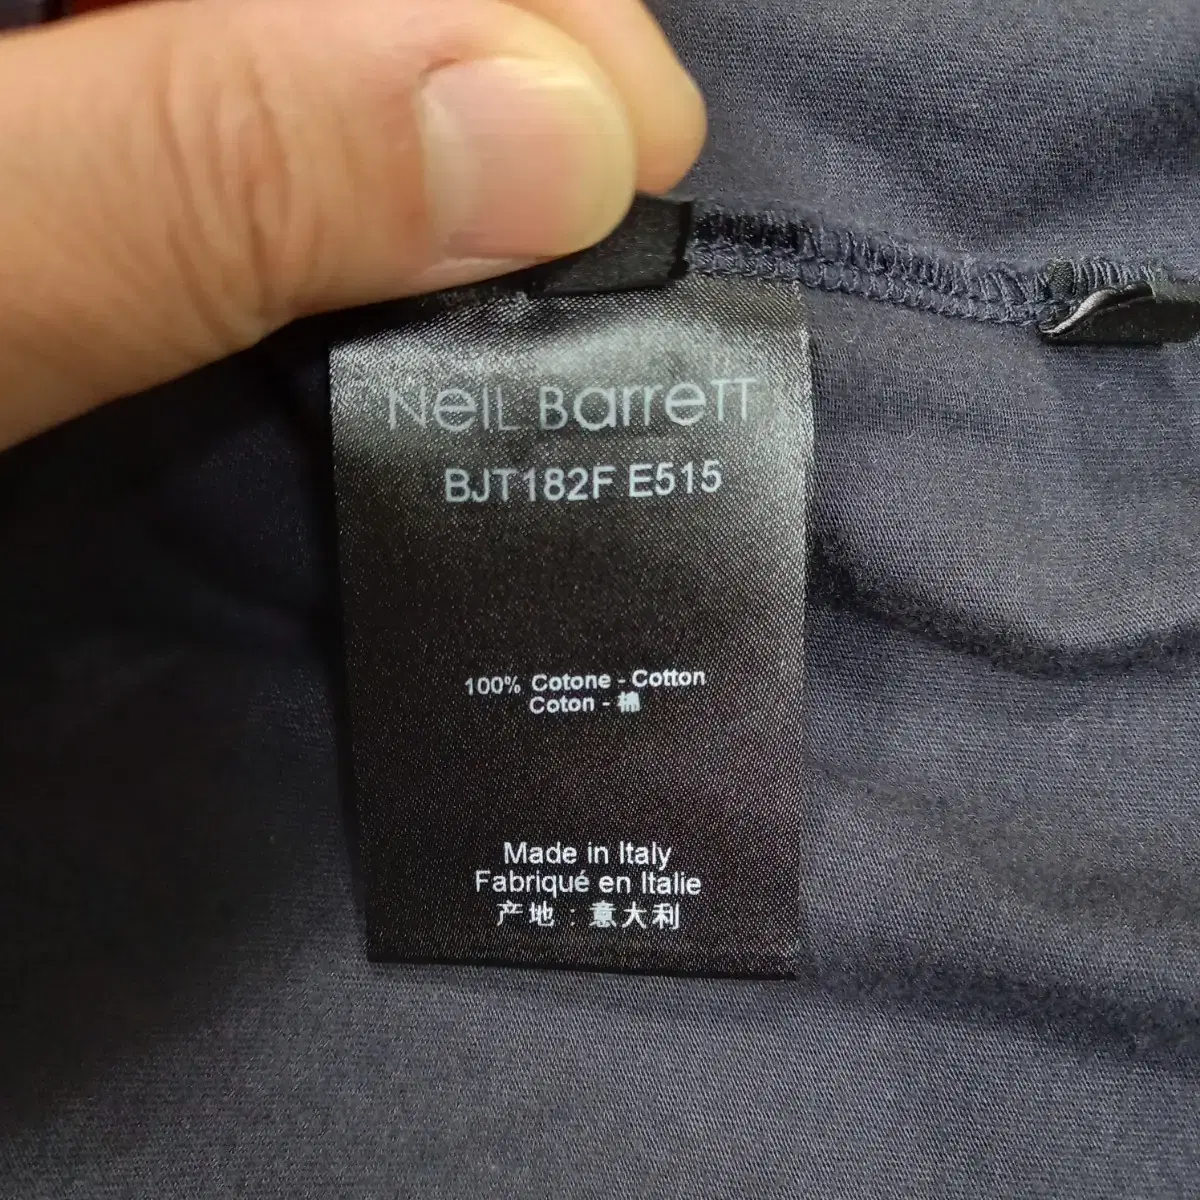 Neil Barrett
BJT182F E515
100% Cotone - Cotton
Coton - 棉
Made in Italy
Fabriqué en Italie
产地：意大利